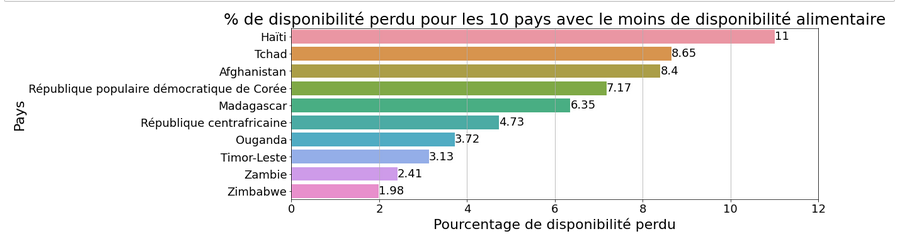 % de disponibilité perdu pour les 10 pays avec le moins de disponibilité alimentaire
Haïti 11
Tchad 8.65
Afghanistan 8.4
République populaire démocratique de Corée 7.17
Madagascar 6.35
République centrafricaine 4.73
Ouganda 3.72
Timor-Leste 3.13
Zambie 2.41
Zimbabwe 1.98
Pays
0 2 4 6 8 10 12
Pourcentage de disponibilité perdu